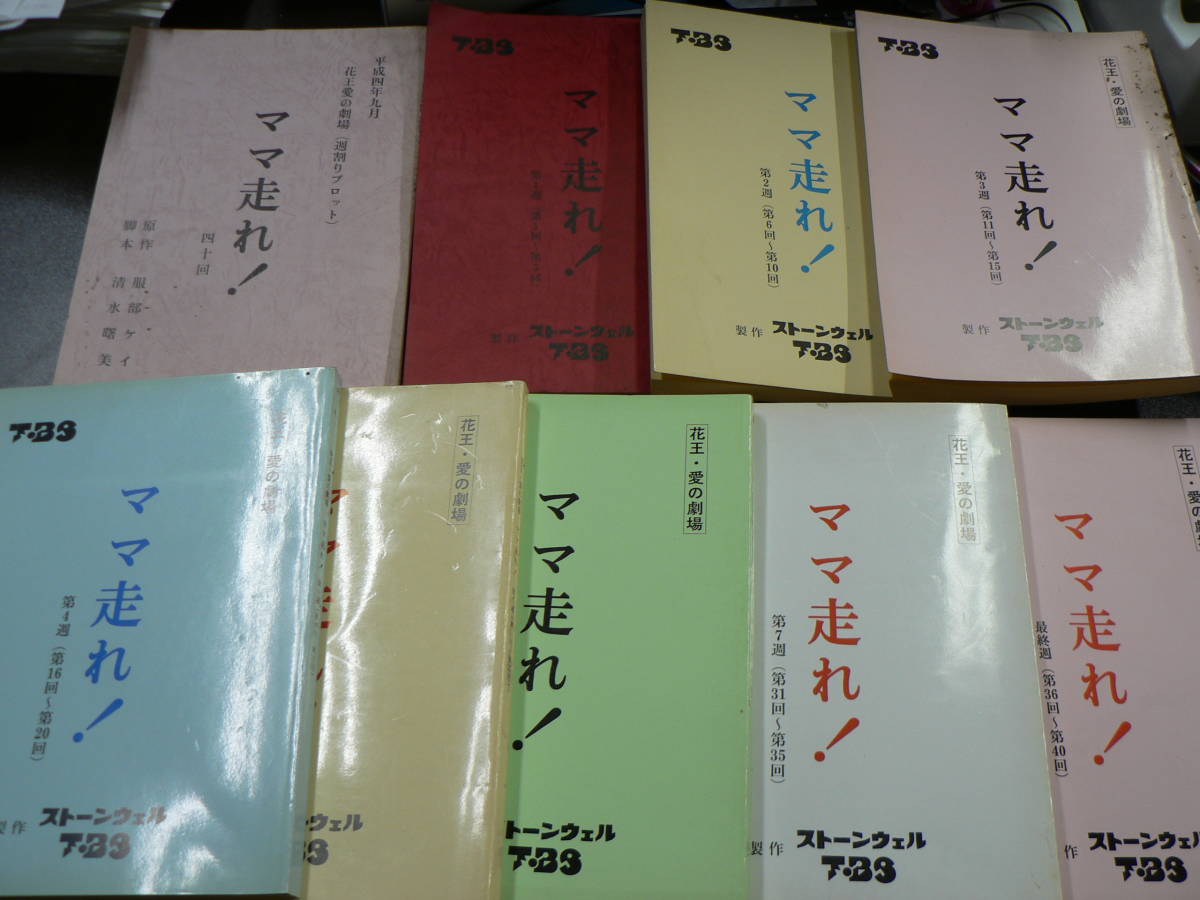 平成四年九月
花王愛の劇場（週割りプロット）
ママ走れ！
四十回
原作 服部ケイ
脚本 清水曙美
TBS
ママ走れ！
製作 ストーンウェル
TBS
TBS
ママ走れ！
第2週（第6回～第10回）
製作 ストーンウェル
TBS
TBS
花王・愛の劇場
ママ走れ！
第3週（第11回～第15回）
製作 ストーンウェル
TBS
TBS
愛の劇場
ママ走れ！
第4週（第16回～第20回）
製作 ストーンウェル
TBS
花王・愛の劇場
花王・愛の劇場
ママ走れ！
トーンウェル
TBS
花王・愛の劇場
ママ走れ！
第7週（第31回～第35回）
製作 ストーンウェル
TBS
花王・愛の劇場
ママ走れ！
最終週（第36回～第40回）
作 ストーンウェル
TBS